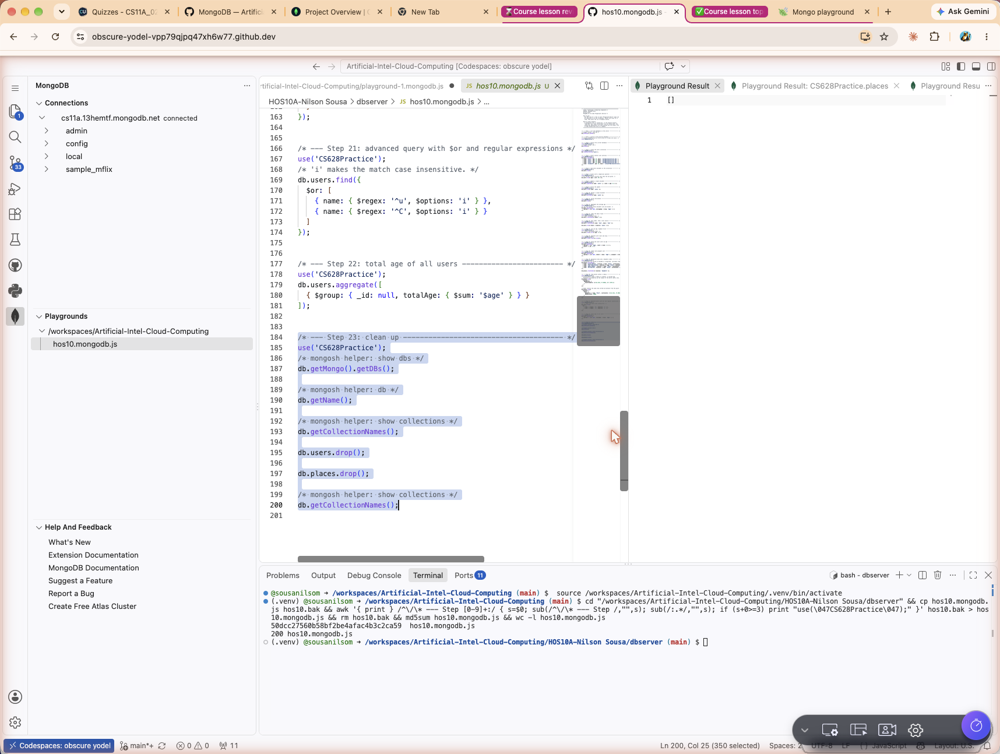 Quizzes - CS11A_02
MongoDB — Artific
Project Overview |
New Tab
Course lesson rev
hos10.mongodb.js -
Course lesson top
Mongo playground
Ask Gemini
obscure-yodel-vpp79qjpq47xh6w77.github.dev
Artificial-Intel-Cloud-Computing [Codespaces: obscure yodel]
MongoDB
Connections
cs11a.13hemtf.mongodb.net connected
admin
config
local
sample_mflix
Playgrounds
/workspaces/Artificial-Intel-Cloud-Computing
hos10.mongodb.js
Help And Feedback
What's New
Extension Documentation
MongoDB Documentation
Suggest a Feature
Report a Bug
Create Free Atlas Cluster
1
33
rtificial-Intel-Cloud-Computing/playground-1.mongodb.js
JS hos10.mongodb.js U
HOS10A-Nilson Sousa > dbserver > JS hos10.mongodb.js > ...
163 });
164
165
166 /* --- Step 21: advanced query with $or and regular expressions */
167 use('CS628Practice');
168 /* 'i' makes the match case insensitive. */
169 db.users.find({
170 $or: [
171 { name: { $regex: '^u', $options: 'i' } },
172 { name: { $regex: '^C', $options: 'i' } }
173 ]
174 });
175
176
177 /* --- Step 22: total age of all users ------------------------ */
178 use('CS628Practice');
179 db.users.aggregate([
180 { $group: { _id: null, totalAge: { $sum: '$age' } } }
181 ]);
182
183
184 /* --- Step 23: clean up -------------------------------------- */
185 use('CS628Practice');
186 /* mongosh helper: show dbs */
187 db.getMongo().getDBs();
188
189 /* mongosh helper: db */
190 db.getName();
191
192 /* mongosh helper: show collections */
193 db.getCollectionNames();
194
195 db.users.drop();
196
197 db.places.drop();
198
199 /* mongosh helper: show collections */
200 db.getCollectionNames();
201
Playground Result
Playground Result: CS628Practice.places
Playground Resu
1 []
Problems
Output
Debug Console
Terminal
Ports 11
bash - dbserver
@sousanilsom → /workspaces/Artificial-Intel-Cloud-Computing (main) $ source /workspaces/Artificial-Intel-Cloud-Computing/.venv/bin/activate
(.venv) @sousanilsom → /workspaces/Artificial-Intel-Cloud-Computing (main) $ cd "/workspaces/Artificial-Intel-Cloud-Computing/HOS10A-Nilson Sousa/dbserver" && cp hos10.mongodb.
js hos10.bak && awk '{ print } /^\/\* --- Step [0-9]+:/ { s=$0; sub(/^\/\* --- Step /,"",s); sub(/:.*/,"",s); if (s+0>=3) print "use(\047CS628Practice\047);" }' hos10.bak > hos
10.mongodb.js && rm hos10.bak && md5sum hos10.mongodb.js && wc -l hos10.mongodb.js
50dcc27560b58bf2be4afac4b3c2ca59 hos10.mongodb.js
200 hos10.mongodb.js
(.venv) @sousanilsom → /workspaces/Artificial-Intel-Cloud-Computing/HOS10A-Nilson Sousa/dbserver (main) $
Codespaces: obscure yodel
main*+
0
0
11
Ln 200, Col 25 (350 selected)
Spaces: 2
UTF-8
LF
{ } JavaScript
Layout: U.S.